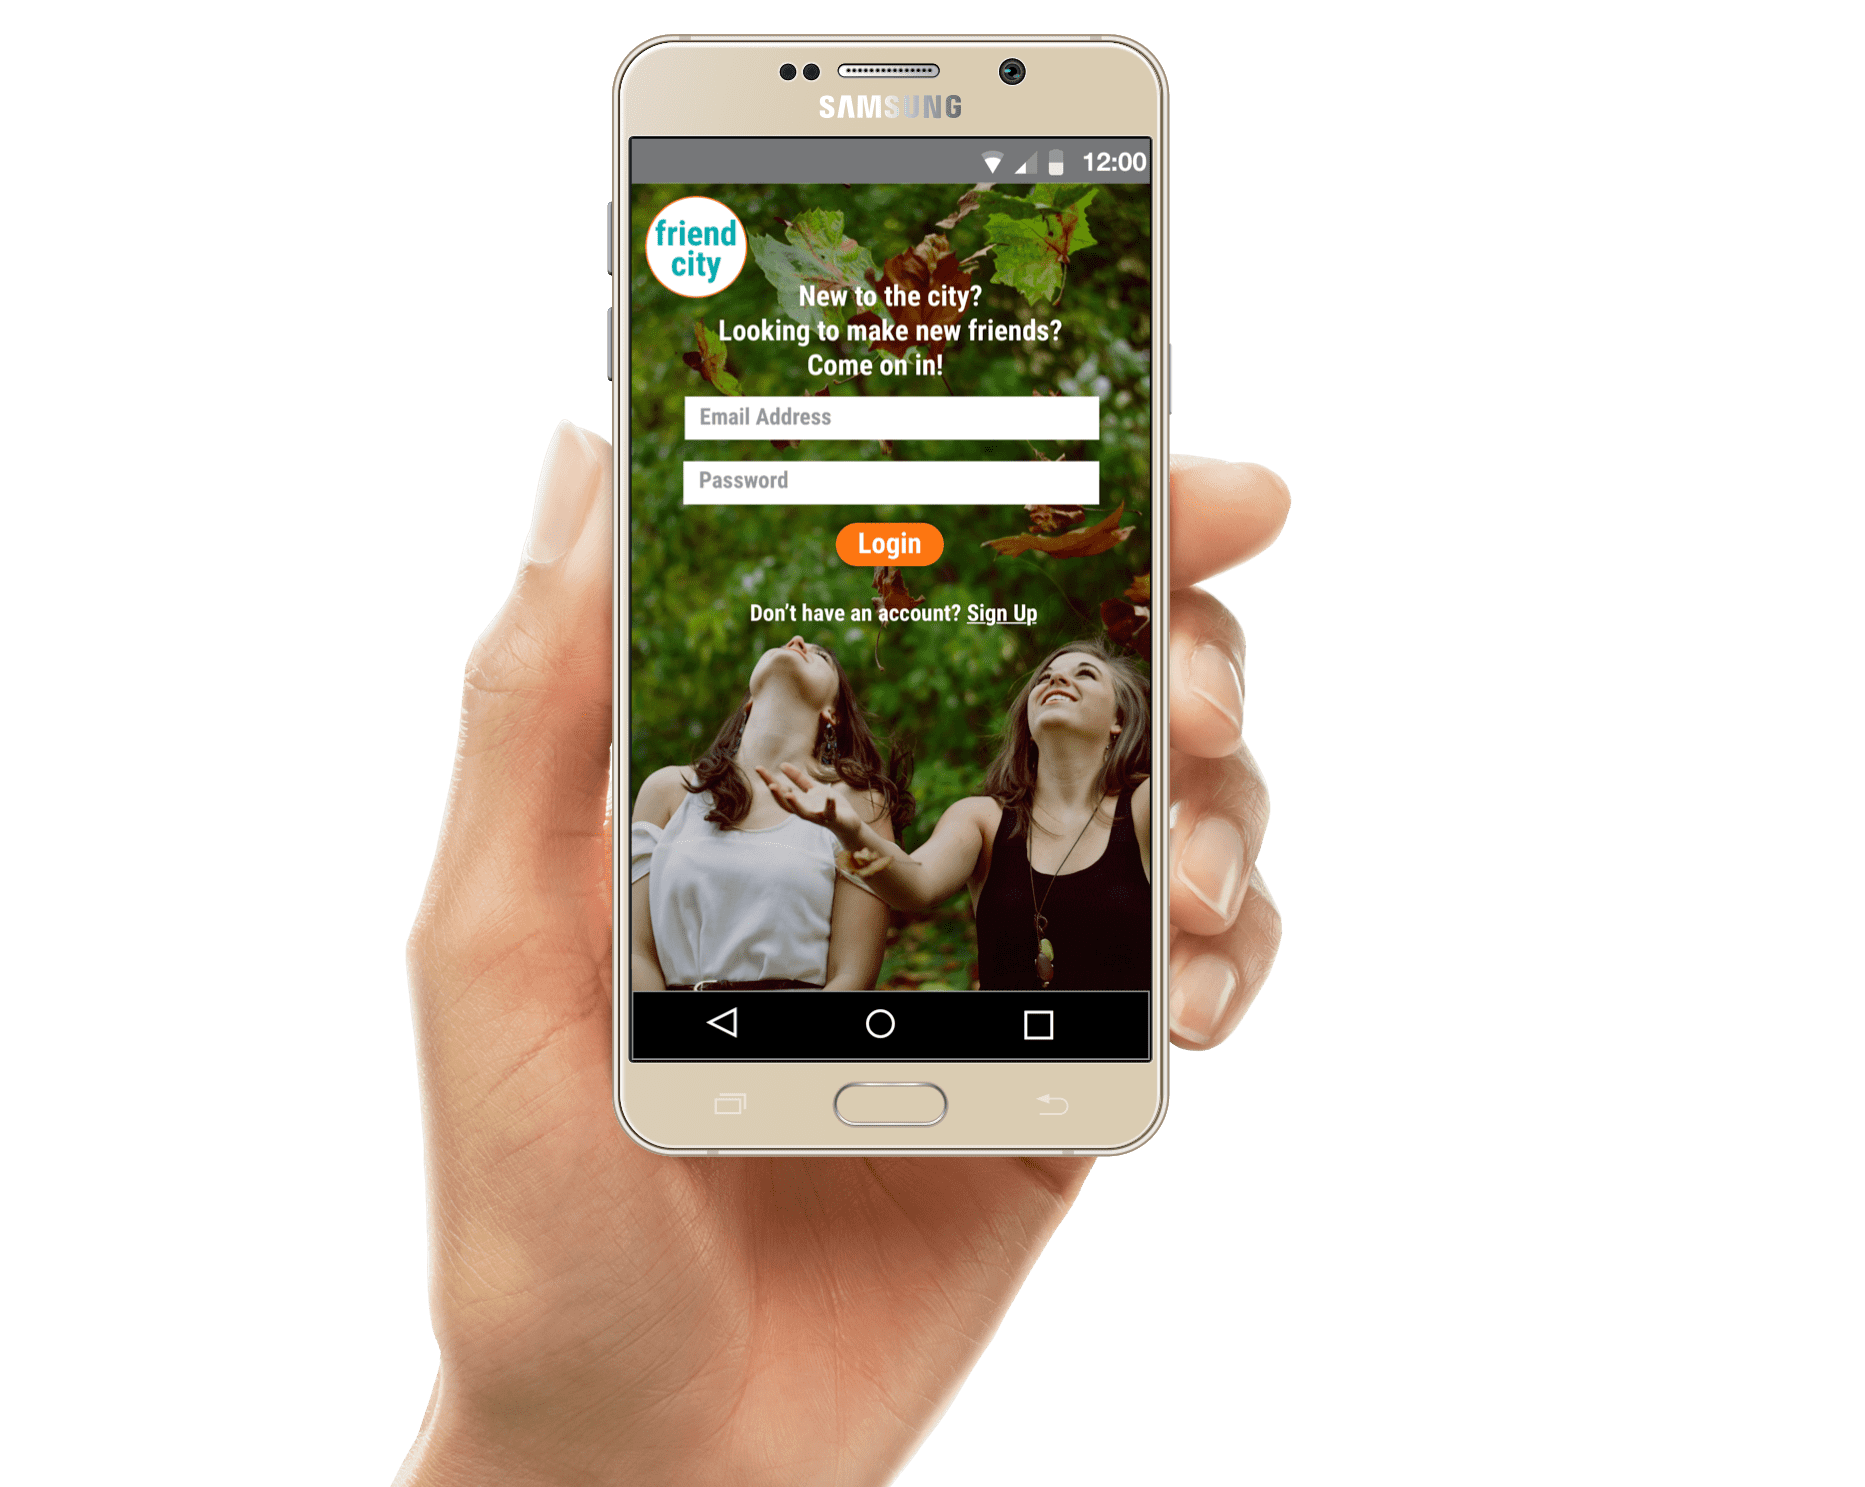 SAMSUNG
12:00
friend
city
New to the city?
Looking to make new friends?
Come on in!
Email Address
Password
Login
Don't have an account? Sign Up